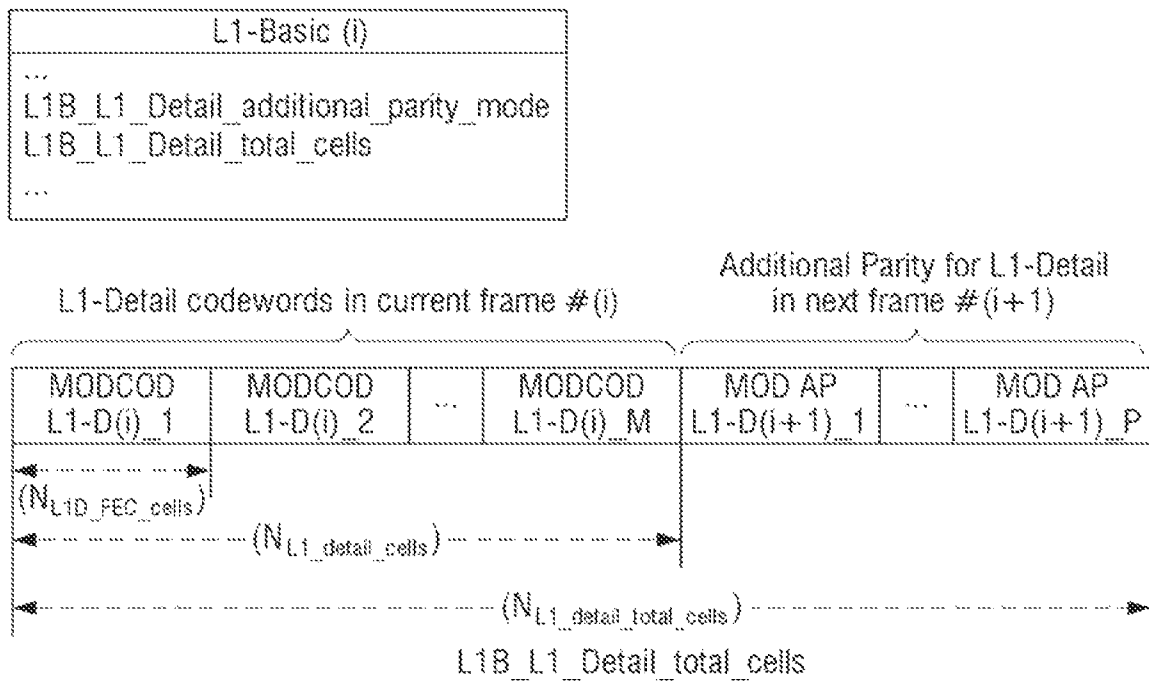 L1-Basic (i)
...
L1B_L1_Detail_additional_parity_mode
L1B_L1_Detail_total_cells
...
Additional Parity for L1-Detail
in next frame #(i+1)
L1-Detail codewords in current frame #(i)
MODCOD
L1-D(i)_1
MODCOD
L1-D(i)_2
...
MODCOD
L1-D(i)_M
MOD AP
L1-D(i+1)_1
...
MOD AP
L1-D(i+1)_P
(NL1D_FEC_cells)
(NL1_detail_cells)
(NL1_detail_total_cells)
L1B_L1_Detail_total_cells